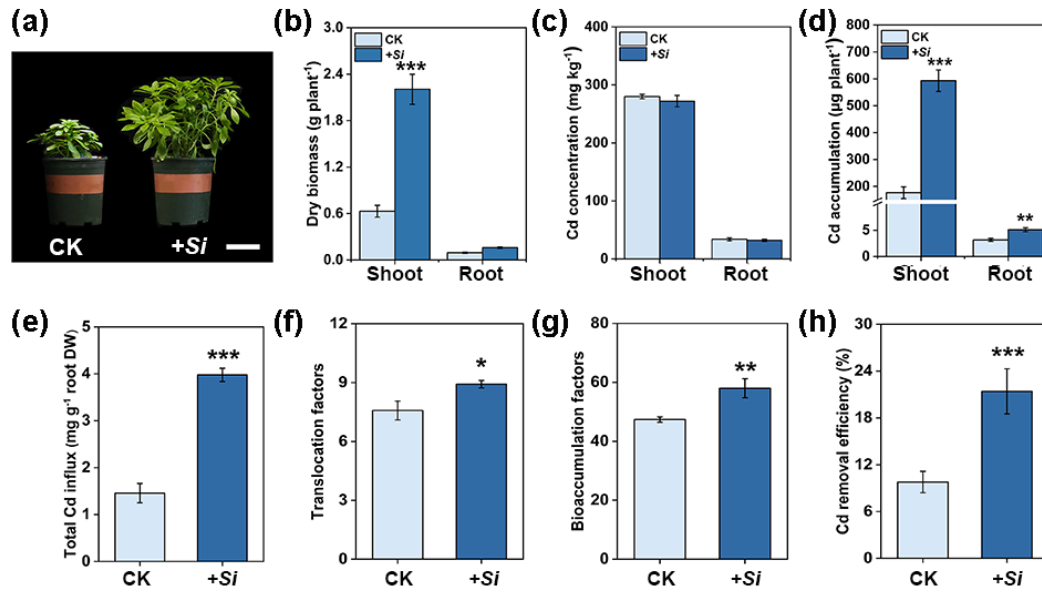 (a)
CK
+Si
(b)
Dry biomass (g plant⁻¹)
CK
+Si
2.4
1.8
1.2
0.6
0.0
***
Shoot
Root
(c)
Cd concentration (mg kg⁻¹)
CK
+Si
400
300
200
100
0
Shoot
Root
(d)
Cd accumulation (µg plant⁻¹)
CK
+Si
800
700
600
500
400
300
200
5
0
***
**
Shoot
Root
(e)
Total Cd influx (mg g⁻¹ root DW)
5
4
3
2
1
0
***
CK
+Si
(f)
Translocation factors
12
9
6
3
0
*
CK
+Si
(g)
Bioaccumulation factors
80
60
40
20
0
**
CK
+Si
(h)
Cd removal efficiency (%)
30
24
18
12
6
0
***
CK
+Si